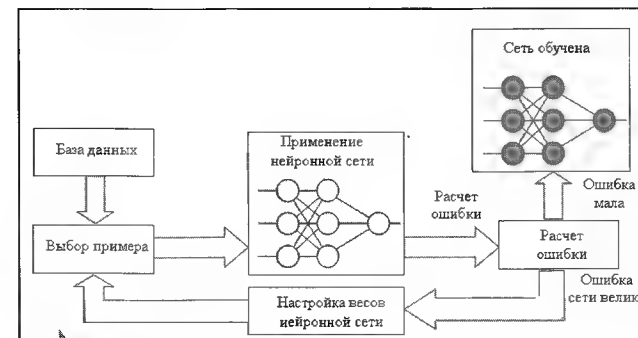 Сеть обучена
База данных
Применение
нейронной сети
Выбор примера
Расчет
ошибки
Ошибка
мала
Расчет
ошибки
Настройка весов
иейронной сети
Ошибка
сети велик